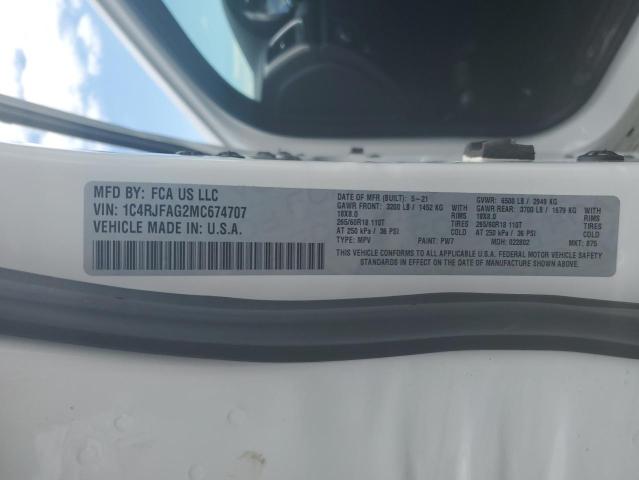 MFD BY: FCA US LLC
VIN: 1C4RJFAG2MC674707
VEHICLE MADE IN: U.S.A.
DATE OF MFR (BUILT): 5-21
GAWR FRONT: 3200 LB / 1452 KG
18X8.0 RIMS
265/60R18 110T TIRES
AT 250 kPa / 36 PSI
TYPE: MPV PAINT: PW7
GVWR: 6500 LB / 2949 KG
GAWR REAR: 3700 LB / 1679 KG
18X8.0 RIMS
265/60R18 110T TIRES
AT 250 kPa / 36 PSI
MDH: 022802 MKT: 875
THIS VEHICLE CONFORMS TO ALL APPLICABLE U.S.A. FEDERAL MOTOR VEHICLE SAFETY
STANDARDS IN EFFECT ON THE DATE OF MANUFACTURE SHOWN ABOVE.